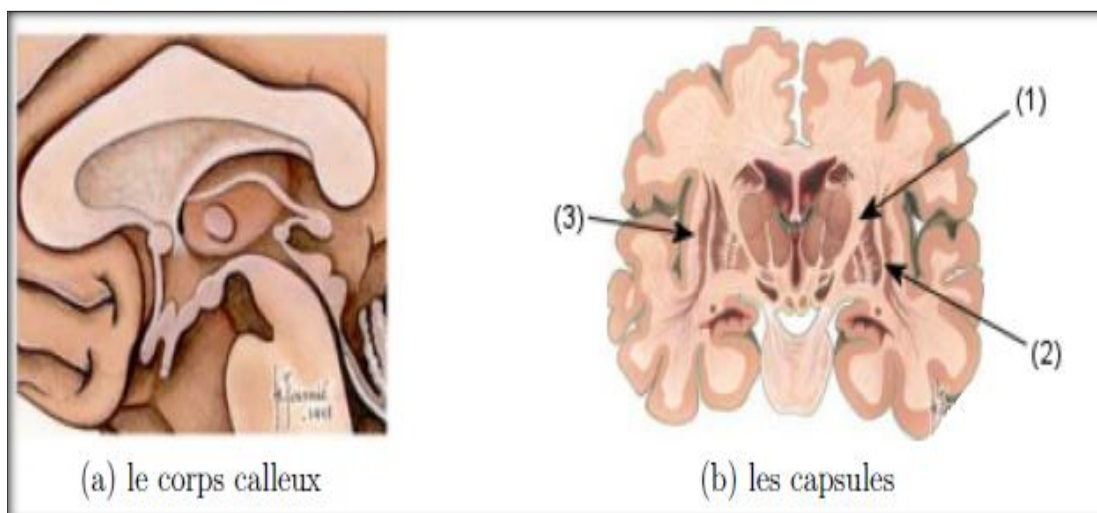 (1)
(3)
(2)
(a) le corps calleux
(b) les capsules